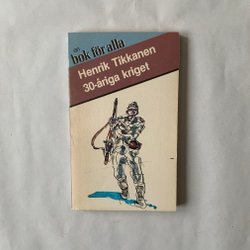 en
bok för alla
Henrik Tikkanen
30-åriga kriget